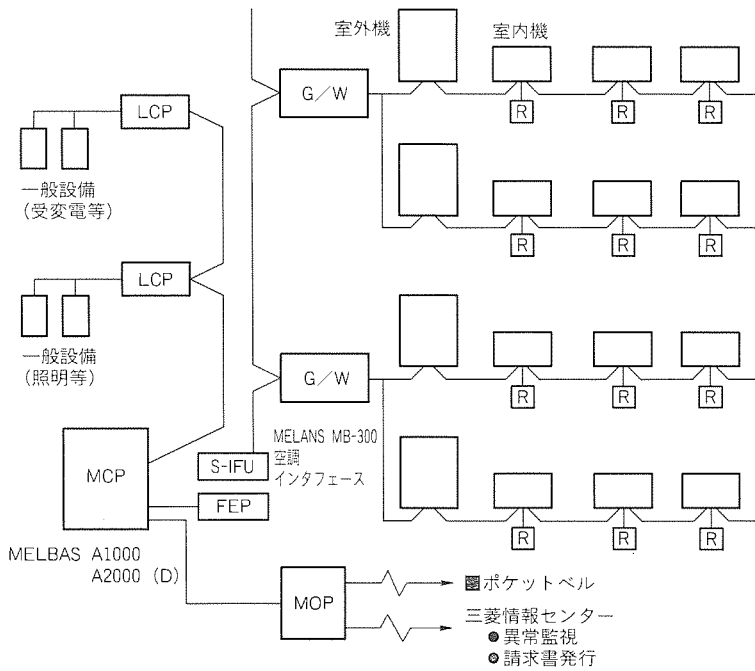 室外機
室内機
G/W
R
R
R
LCP
一般設備
(受変電等)
R
R
R
LCP
一般設備
(照明等)
G/W
R
R
R
MELANS MB-300
空調
インタフェース
S-IFU
MCP
FEP
R
R
R
MELBAS A1000
A2000 (D)
MOP
ポケットベル
三菱情報センター
●異常監視
●請求書発行